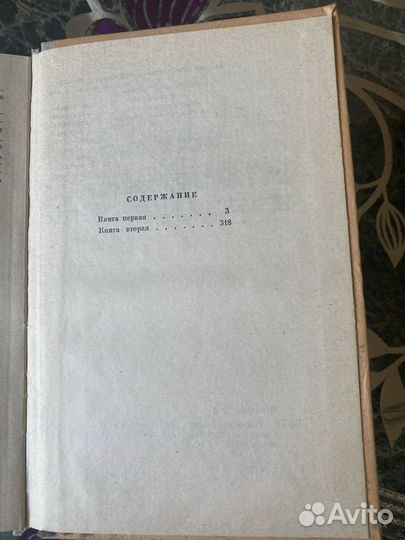 СОДЕРЖАНИЕ
Книга первая . . . . . . . 3
Книга вторая . . . . . . . 318
Avito